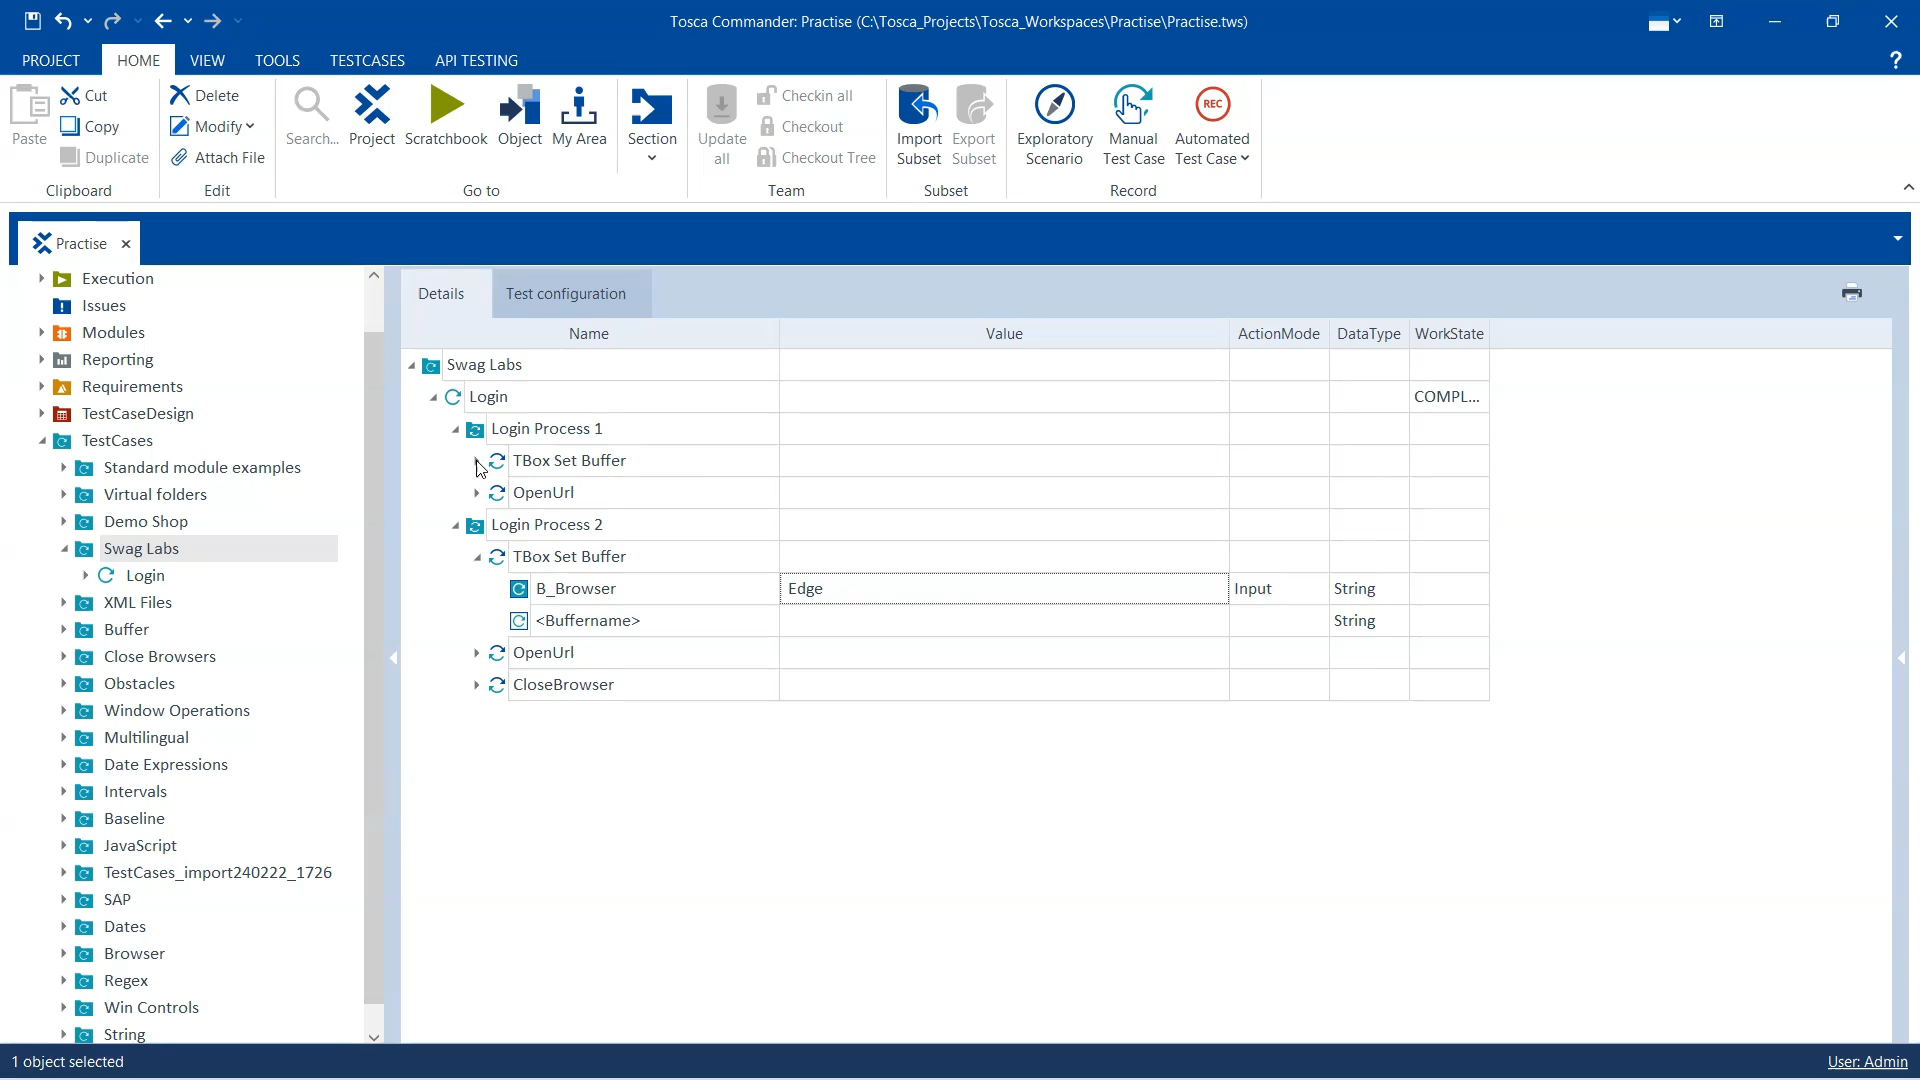 Tosca Commander: Practise (C:\Tosca_Projects\Tosca_Workspaces\Practise\Practise.tws)
PROJECT HOME VIEW TOOLS TESTCASES API TESTING ?
Paste
Cut
Copy
Duplicate
Clipboard
Delete
Modify
Attach File
Edit
Search... Project Scratchbook Object My Area
Go to
Section
Update all
Checkin all
Checkout
Checkout Tree
Team
Import Subset
Export Subset
Subset
Exploratory Scenario
Manual Test Case
REC
Automated Test Case
Record
Practise
Execution
Issues
Modules
Reporting
Requirements
TestCaseDesign
TestCases
Standard module examples
Virtual folders
Demo Shop
Swag Labs
Login
XML Files
Buffer
Close Browsers
Obstacles
Window Operations
Multilingual
Date Expressions
Intervals
Baseline
JavaScript
TestCases_import240222_1726
SAP
Dates
Browser
Regex
Win Controls
String
Details Test configuration
Name Value ActionMode DataType WorkState
Swag Labs
Login COMPL...
Login Process 1
TBox Set Buffer
OpenUrl
Login Process 2
TBox Set Buffer
B_Browser Edge Input String
<Buffername> String
OpenUrl
CloseBrowser
1 object selected
User: Admin